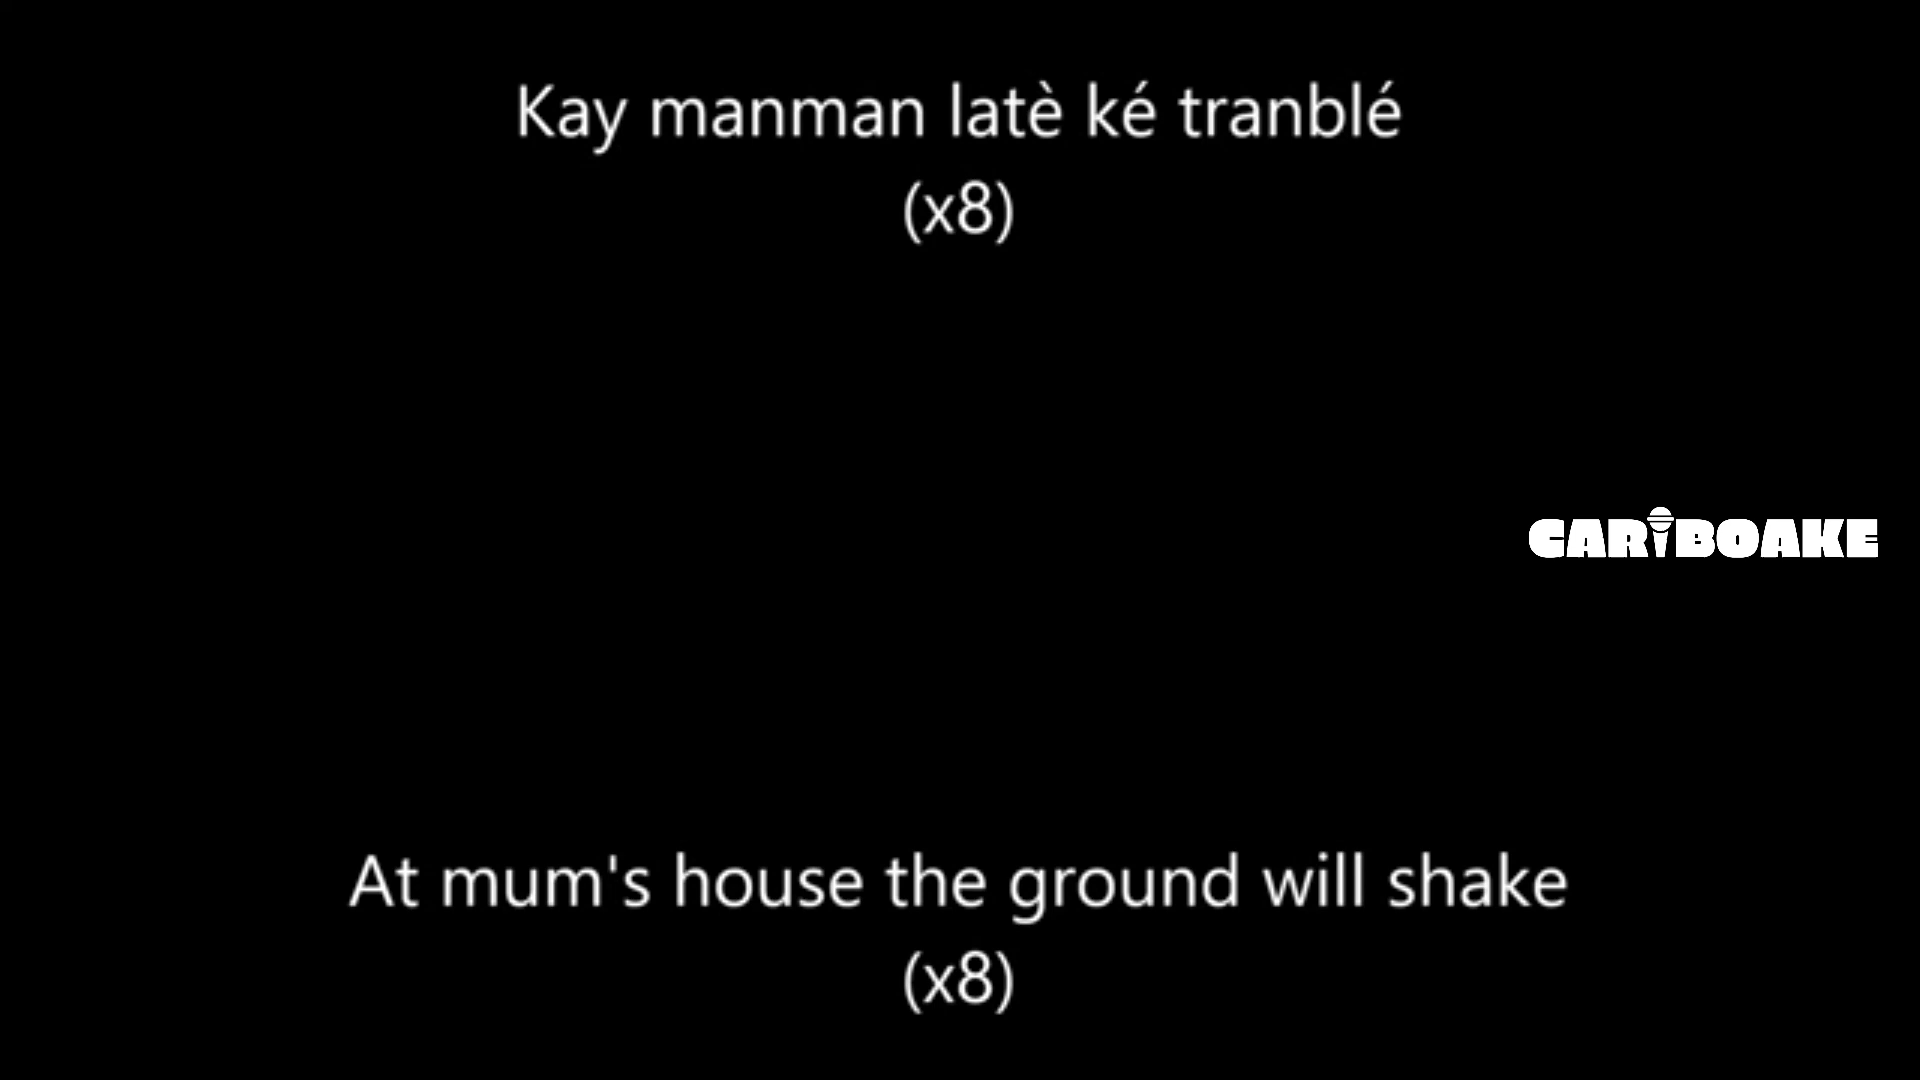 Kay manman latè ké tranblé
(x8)
CARIBOAKE
At mum's house the ground will shake
(x8)